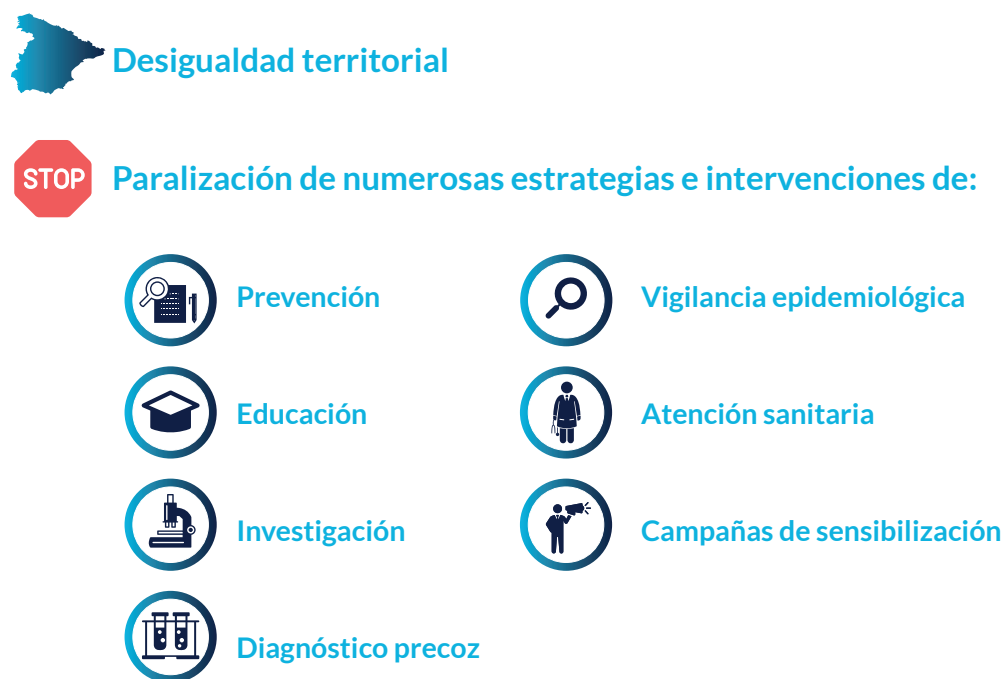 Desigualdad territorial
STOP
Paralización de numerosas estrategias e intervenciones de:
Prevención
Vigilancia epidemiológica
Educación
Atención sanitaria
Investigación
Campañas de sensibilización
Diagnóstico precoz